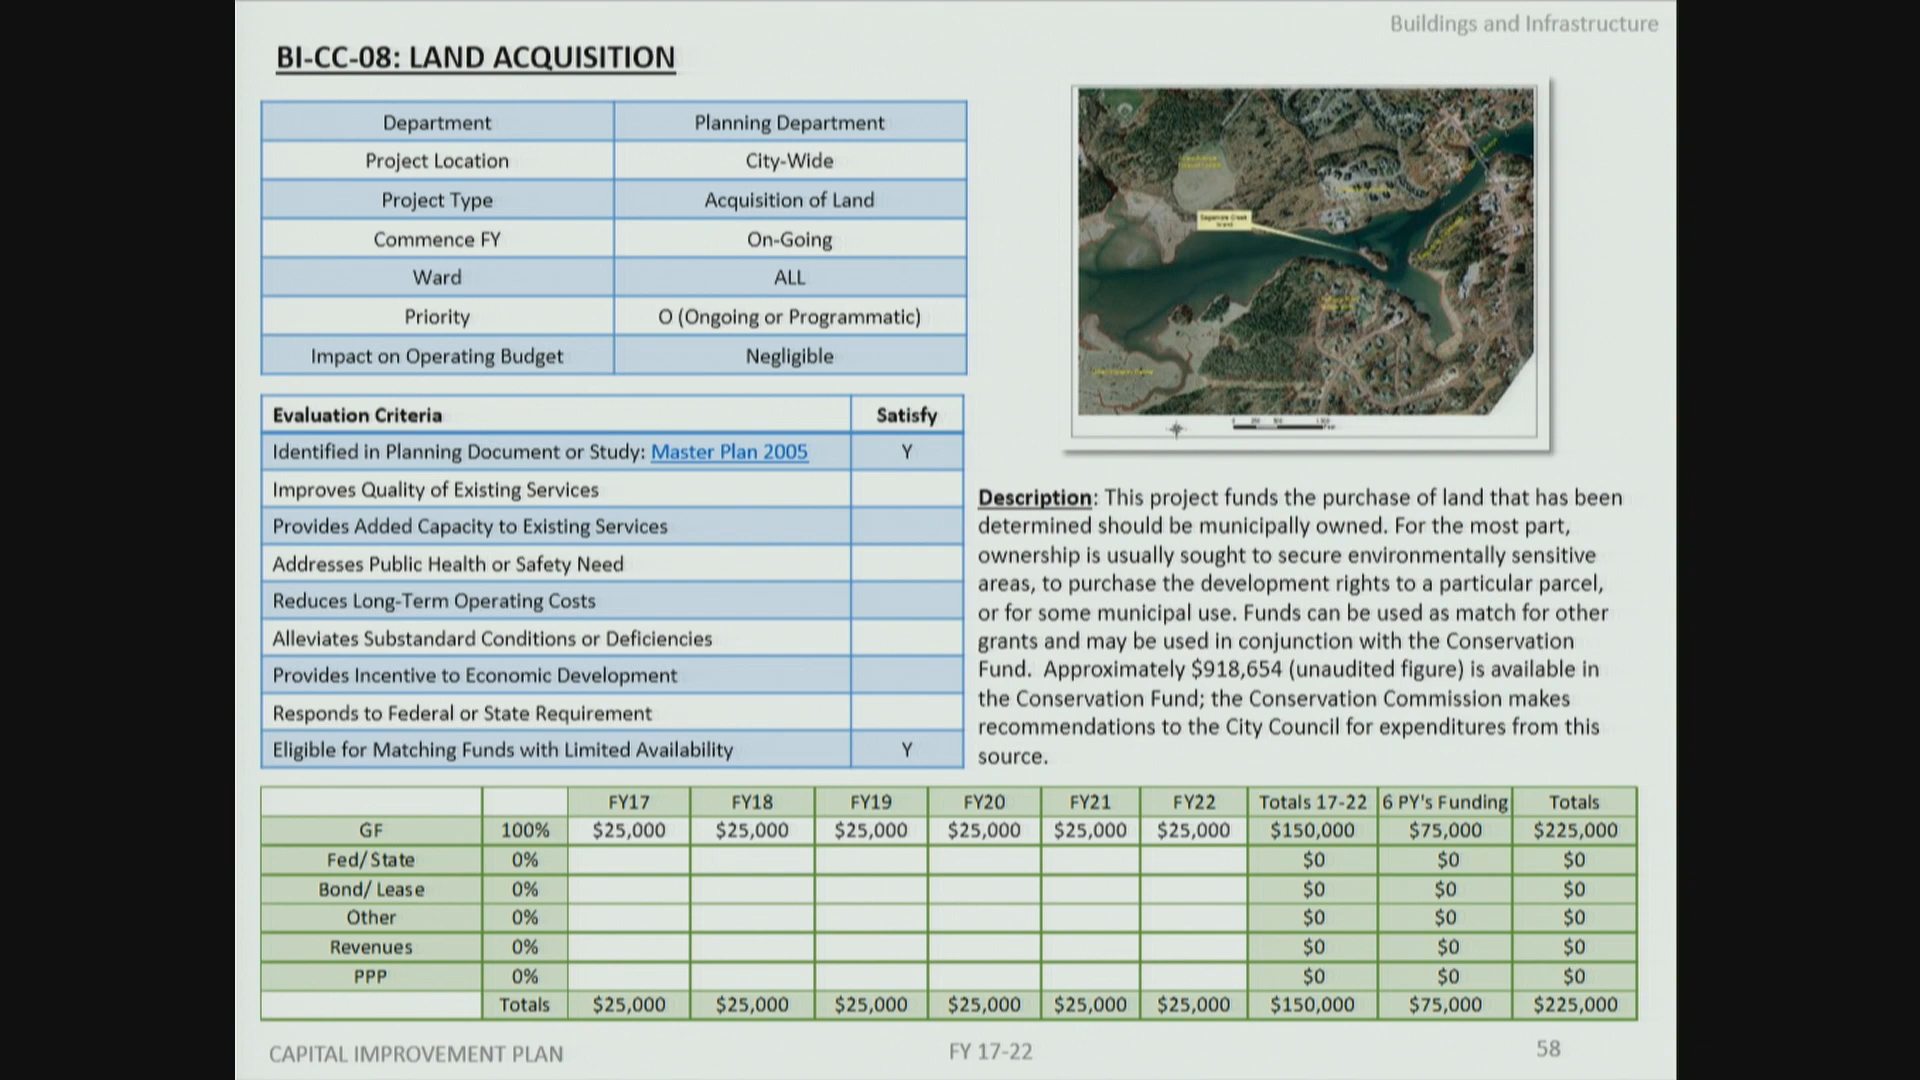 Buildings and Infrastructure
BI-CC-08: LAND ACQUISITION
Department Planning Department
Project Location City-Wide
Project Type Acquisition of Land
Commence FY On-Going
Ward ALL
Priority O (Ongoing or Programmatic)
Impact on Operating Budget Negligible
Evaluation Criteria Satisfy
Identified in Planning Document or Study: Master Plan 2005 Y
Improves Quality of Existing Services
Provides Added Capacity to Existing Services
Addresses Public Health or Safety Need
Reduces Long-Term Operating Costs
Alleviates Substandard Conditions or Deficiencies
Provides Incentive to Economic Development
Responds to Federal or State Requirement
Eligible for Matching Funds with Limited Availability Y
Sagamore Creek
Island
Description: This project funds the purchase of land that has been
determined should be municipally owned. For the most part,
ownership is usually sought to secure environmentally sensitive
areas, to purchase the development rights to a particular parcel,
or for some municipal use. Funds can be used as match for other
grants and may be used in conjunction with the Conservation
Fund. Approximately $918,654 (unaudited figure) is available in
the Conservation Fund; the Conservation Commission makes
recommendations to the City Council for expenditures from this
source.
FY17 FY18 FY19 FY20 FY21 FY22 Totals 17-22 6 PY's Funding Totals
GF 100% $25,000 $25,000 $25,000 $25,000 $25,000 $25,000 $150,000 $75,000 $225,000
Fed/ State 0% $0 $0 $0
Bond/ Lease 0% $0 $0 $0
Other 0% $0 $0 $0
Revenues 0% $0 $0 $0
PPP 0% $0 $0 $0
Totals $25,000 $25,000 $25,000 $25,000 $25,000 $25,000 $150,000 $75,000 $225,000
CAPITAL IMPROVEMENT PLAN FY 17-22 58